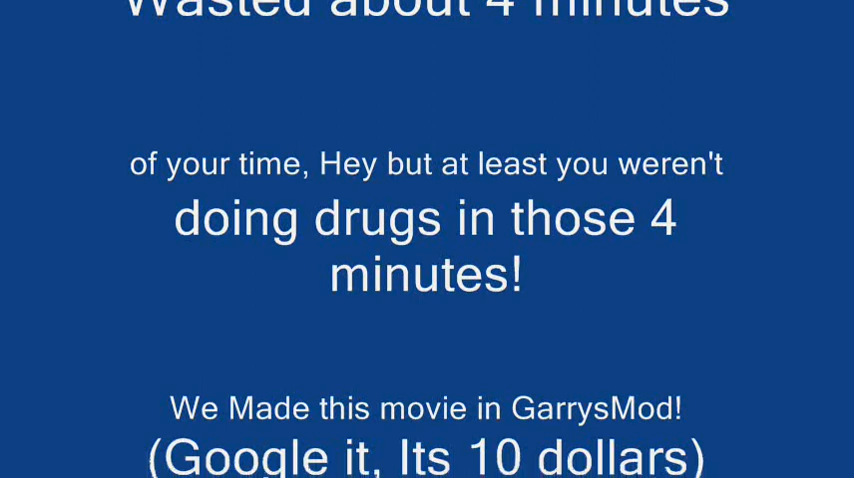 Wasted about 4 minutes
of your time, Hey but at least you weren't
doing drugs in those 4
minutes!
We Made this movie in GarrysMod!
(Google it, Its 10 dollars)